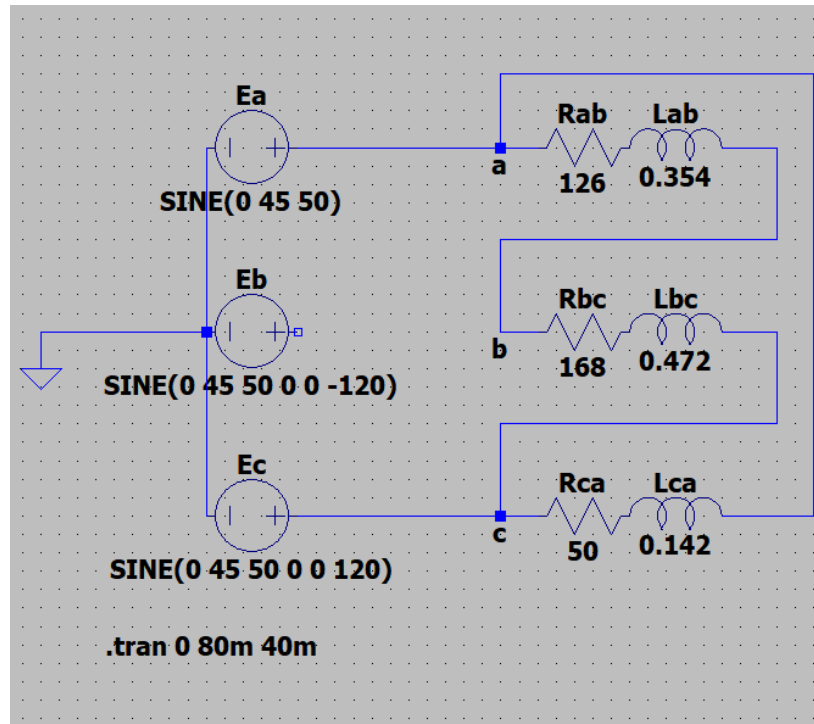 Ea
SINE(0 45 50)
a
Rab
126
Lab
0.354
Eb
SINE(0 45 50 0 0 -120)
b
Rbc
168
Lbc
0.472
Ec
SINE(0 45 50 0 0 120)
c
Rca
50
Lca
0.142
.tran 0 80m 40m